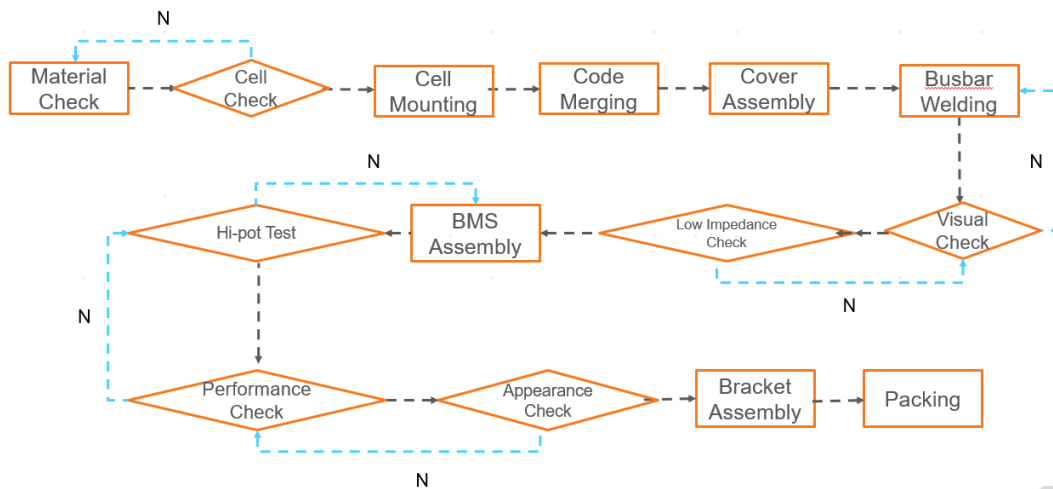 N
Material
Check
Cell
Check
Cell
Mounting
Code
Merging
Cover
Assembly
Busbar
Welding
N
N
Hi-pot Test
BMS
Assembly
Low Impedance
Check
Visual
Check
N
N
Performance
Check
Appearance
Check
Bracket
Assembly
Packing
N